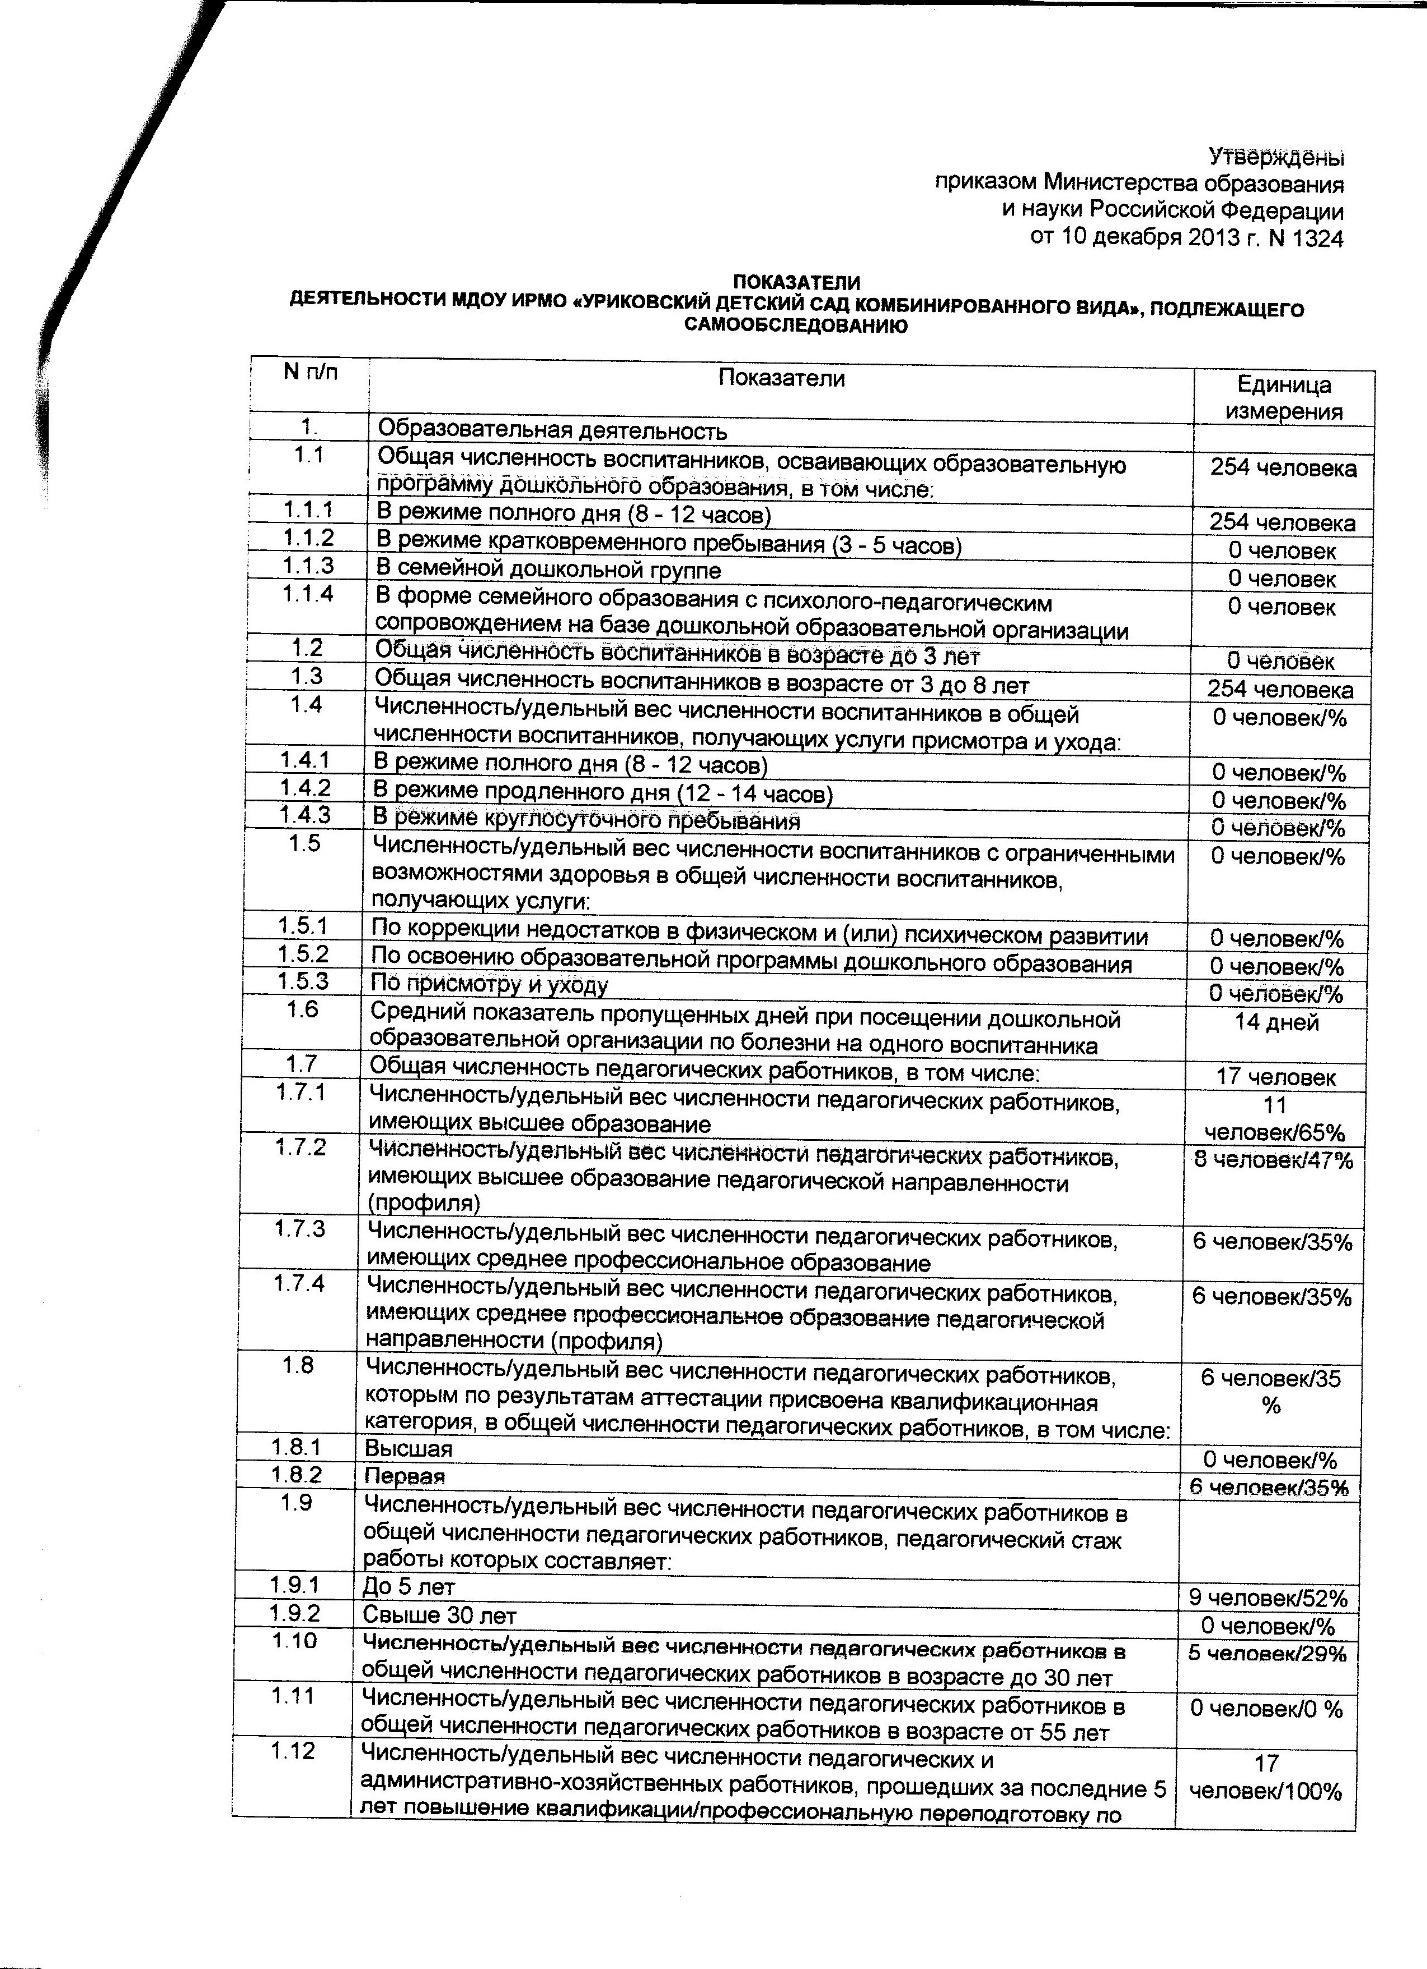 Утверждены
приказом Министерства образования
и науки Российской Федерации
от 10 декабря 2013 г. N 1324
ПОКАЗАТЕЛИ
ДЕЯТЕЛЬНОСТИ МДОУ ИРМО «УРИКОВСКИЙ ДЕТСКИЙ САД КОМБИНИРОВАННОГО ВИДА», ПОДЛЕЖАЩЕГО
САМООБСЛЕДОВАНИЮ
N п/п Показатели Единица
измерения
1. Образовательная деятельность
1.1 Общая численность воспитанников, осваивающих образовательную 254 человека
программу дошкольного образования, в том числе:
1.1.1 В режиме полного дня (8 - 12 часов) 254 человека
1.1.2 В режиме кратковременного пребывания (3 - 5 часов) 0 человек
1.1.3 В семейной дошкольной группе 0 человек
1.1.4 В форме семейного образования с психолого-педагогическим 0 человек
сопровождением на базе дошкольной образовательной организации
1.2 Общая численность воспитанников в возрасте до 3 лет 0 человек
1.3 Общая численность воспитанников в возрасте от 3 до 8 лет 254 человека
1.4 Численность/удельный вес численности воспитанников в общей 0 человек/%
численности воспитанников, получающих услуги присмотра и ухода:
1.4.1 В режиме полного дня (8 - 12 часов) 0 человек/%
1.4.2 В режиме продленного дня (12 - 14 часов) 0 человек/%
1.4.3 В режиме круглосуточного пребывания 0 человек/%
1.5 Численность/удельный вес численности воспитанников с ограниченными 0 человек/%
возможностями здоровья в общей численности воспитанников,
получающих услуги:
1.5.1 По коррекции недостатков в физическом и (или) психическом развитии 0 человек/%
1.5.2 По освоению образовательной программы дошкольного образования 0 человек/%
1.5.3 По присмотру и уходу 0 человек/%
1.6 Средний показатель пропущенных дней при посещении дошкольной 14 дней
образовательной организации по болезни на одного воспитанника
1.7 Общая численность педагогических работников, в том числе: 17 человек
1.7.1 Численность/удельный вес численности педагогических работников, 11
имеющих высшее образование человек/65%
1.7.2 Численность/удельный вес численности педагогических работников, 8 человек/47%
имеющих высшее образование педагогической направленности
(профиля)
1.7.3 Численность/удельный вес численности педагогических работников, 6 человек/35%
имеющих среднее профессиональное образование
1.7.4 Численность/удельный вес численности педагогических работников, 6 человек/35%
имеющих среднее профессиональное образование педагогической
направленности (профиля)
1.8 Численность/удельный вес численности педагогических работников, 6 человек/35
которым по результатам аттестации присвоена квалификационная %
категория, в общей численности педагогических работников, в том числе:
1.8.1 Высшая 0 человек/%
1.8.2 Первая 6 человек/35%
1.9 Численность/удельный вес численности педагогических работников в
общей численности педагогических работников, педагогический стаж
работы которых составляет:
1.9.1 До 5 лет 9 человек/52%
1.9.2 Свыше 30 лет 0 человек/%
1.10 Численность/удельный вес численности педагогических работников в 5 человек/29%
общей численности педагогических работников в возрасте до 30 лет
1.11 Численность/удельный вес численности педагогических работников в 0 человек/0 %
общей численности педагогических работников в возрасте от 55 лет
1.12 Численность/удельный вес численности педагогических и 17
административно-хозяйственных работников, прошедших за последние 5 человек/100%
лет повышение квалификации/профессиональную переподготовку по